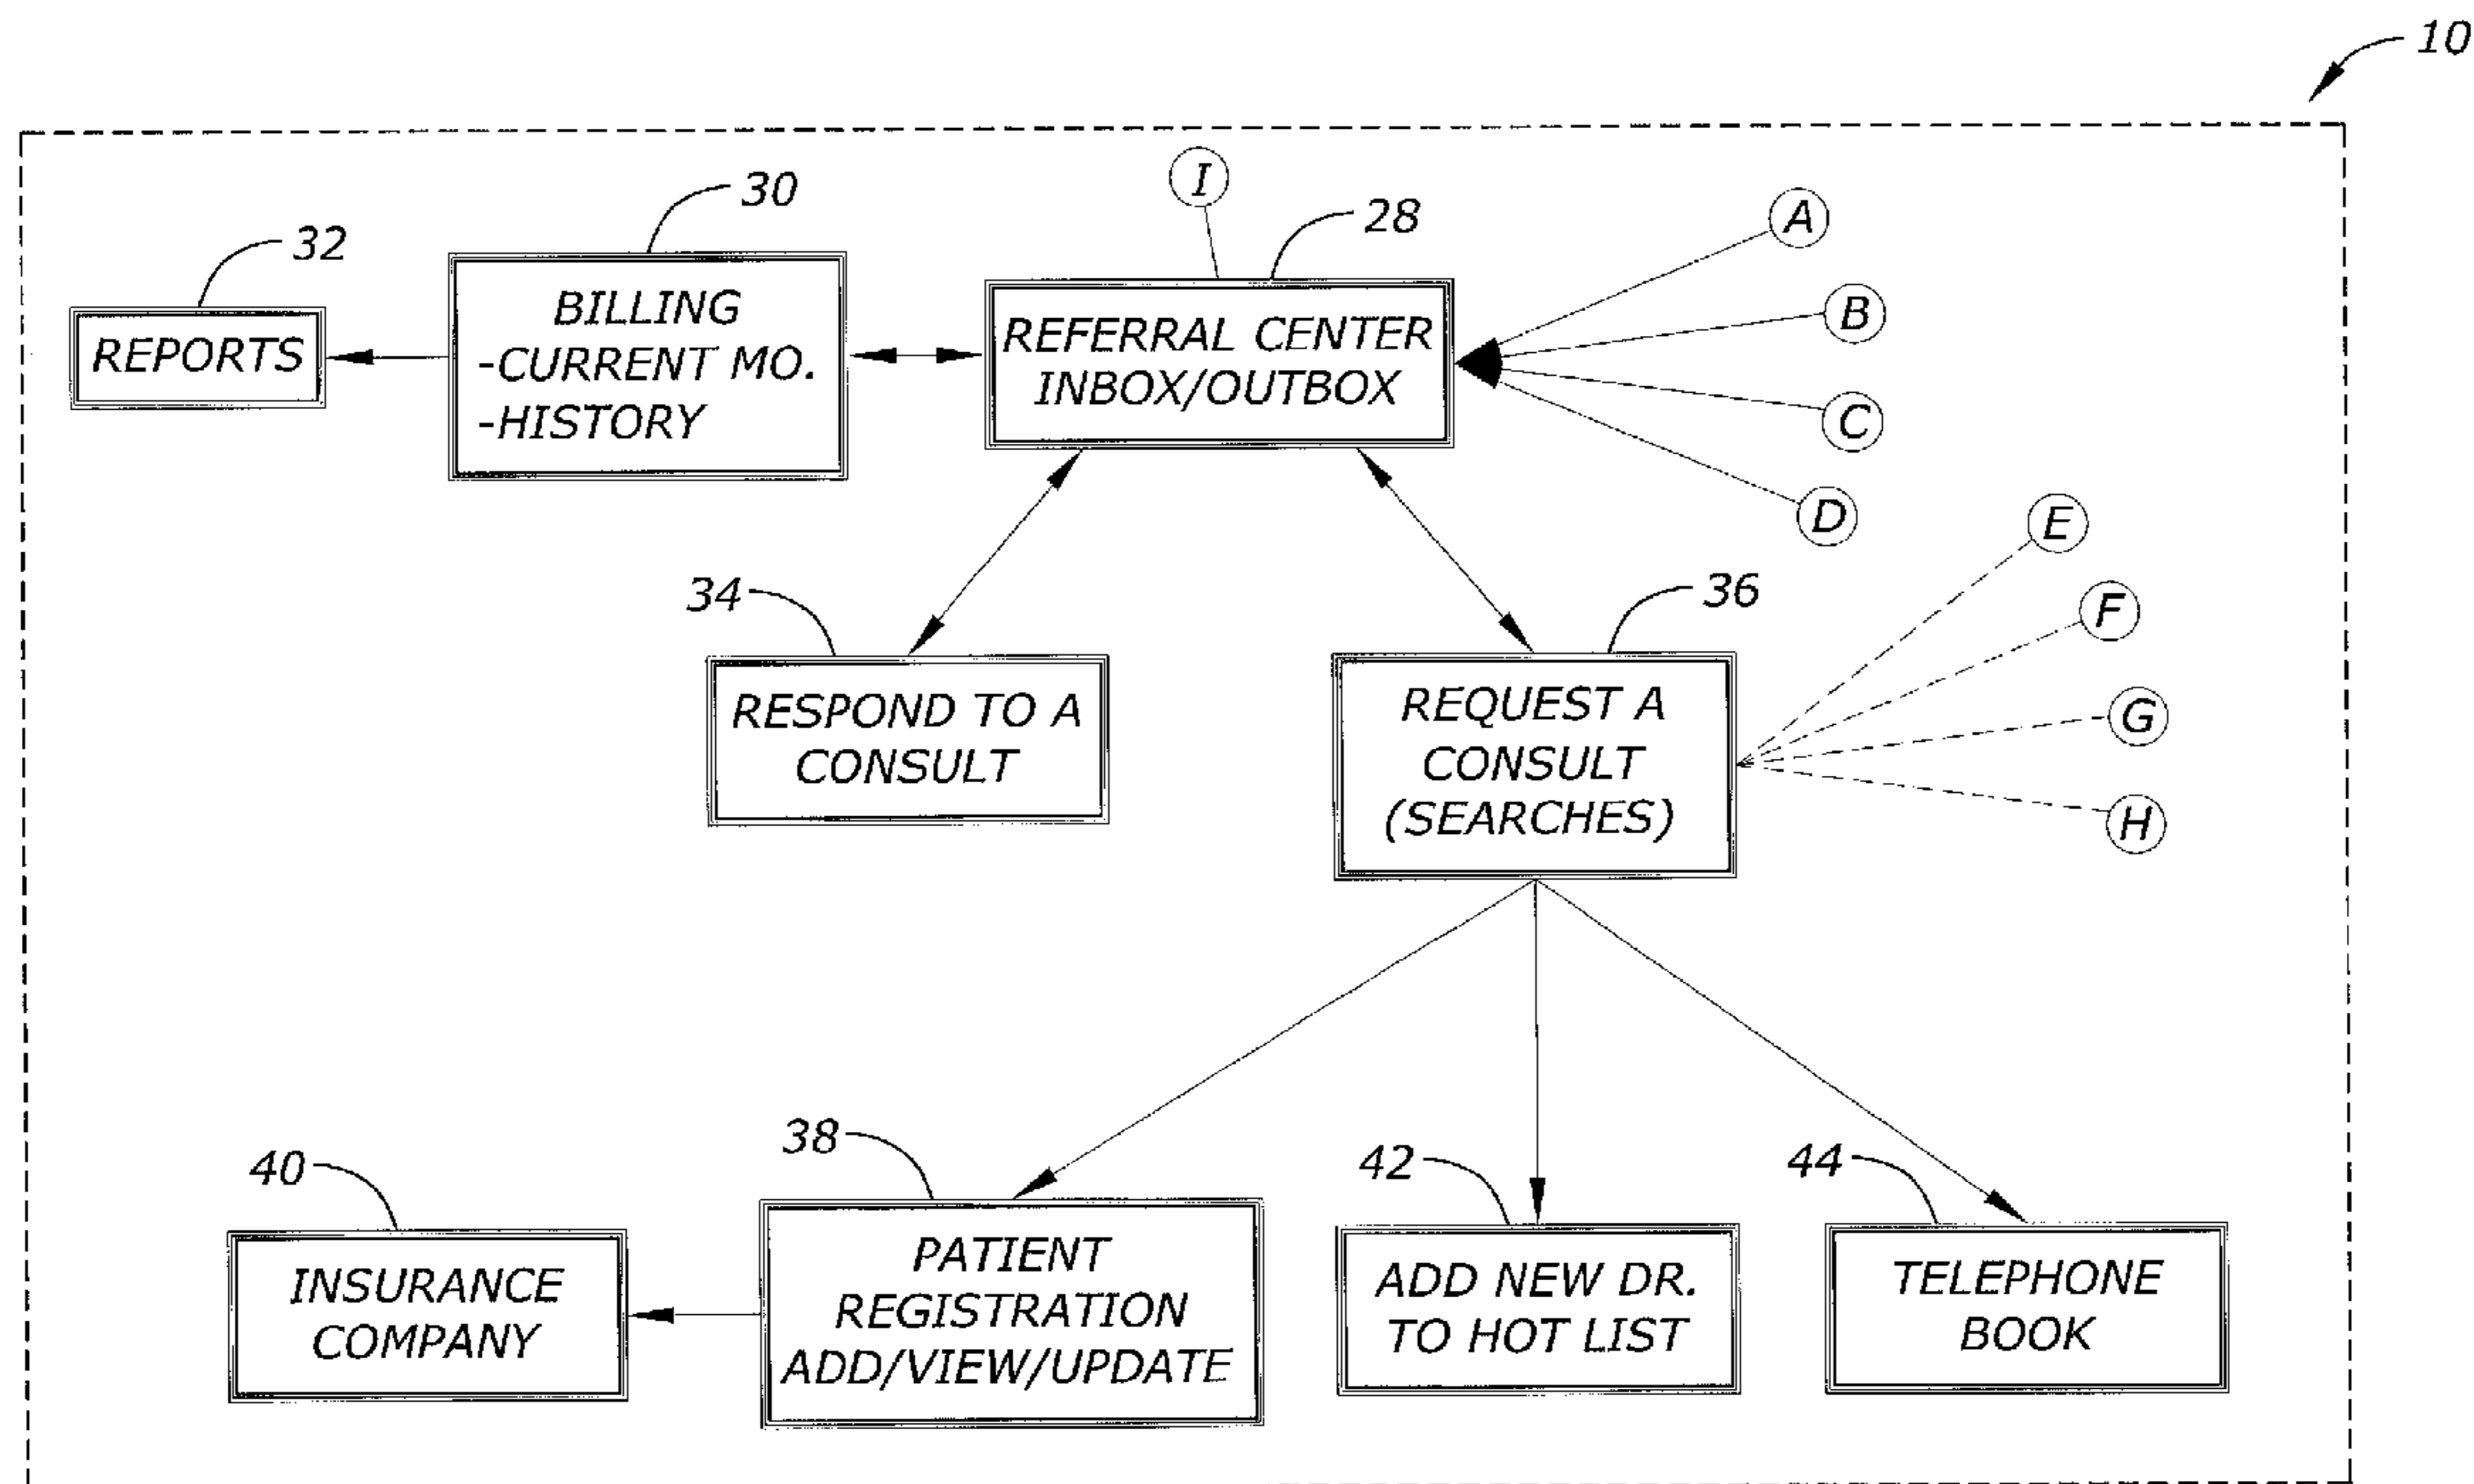 10
I
30
28
A
32
BILLING
-CURRENT MO.
-HISTORY
REFERRAL CENTER
INBOX/OUTBOX
B
REPORTS
C
D
E
34
36
F
RESPOND TO A
CONSULT
REQUEST A
CONSULT
(SEARCHES)
G
H
40
38
42
44
INSURANCE
COMPANY
PATIENT
REGISTRATION
ADD/VIEW/UPDATE
ADD NEW DR.
TO HOT LIST
TELEPHONE
BOOK